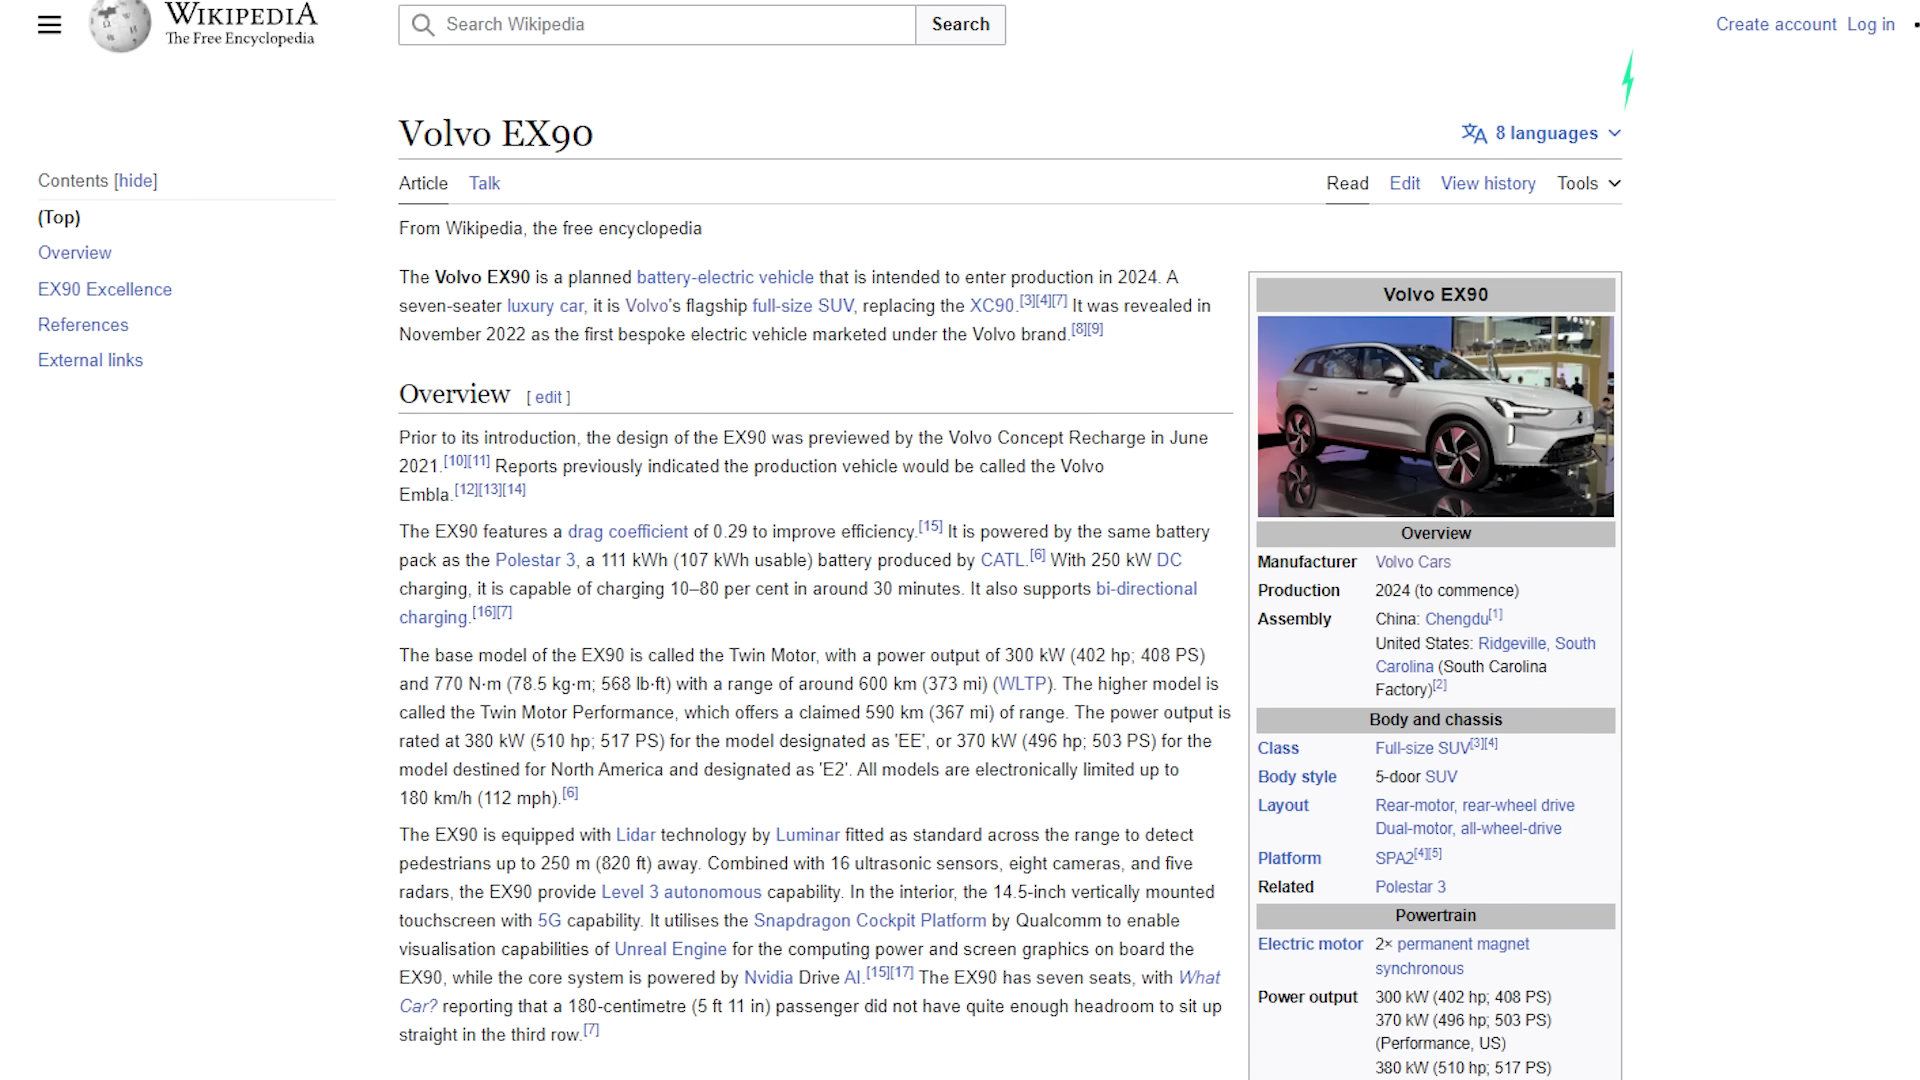 WIKIPEDIA
The Free Encyclopedia
Search Wikipedia
Search
Create account Log in
Volvo EX90
8 languages
Contents [hide]
(Top)
Overview
EX90 Excellence
References
External links
Article Talk
Read Edit View history Tools
From Wikipedia, the free encyclopedia
The Volvo EX90 is a planned battery-electric vehicle that is intended to enter production in 2024. A
seven-seater luxury car, it is Volvo's flagship full-size SUV, replacing the XC90.[3][4][7] It was revealed in
November 2022 as the first bespoke electric vehicle marketed under the Volvo brand.[8][9]
Overview [ edit ]
Prior to its introduction, the design of the EX90 was previewed by the Volvo Concept Recharge in June
2021.[10][11] Reports previously indicated the production vehicle would be called the Volvo
Embla.[12][13][14]
The EX90 features a drag coefficient of 0.29 to improve efficiency.[15] It is powered by the same battery
pack as the Polestar 3, a 111 kWh (107 kWh usable) battery produced by CATL.[6] With 250 kW DC
charging, it is capable of charging 10–80 per cent in around 30 minutes. It also supports bi-directional
charging.[16][7]
The base model of the EX90 is called the Twin Motor, with a power output of 300 kW (402 hp; 408 PS)
and 770 N⋅m (78.5 kg⋅m; 568 lb⋅ft) with a range of around 600 km (373 mi) (WLTP). The higher model is
called the Twin Motor Performance, which offers a claimed 590 km (367 mi) of range. The power output is
rated at 380 kW (510 hp; 517 PS) for the model designated as 'EE', or 370 kW (496 hp; 503 PS) for the
model destined for North America and designated as 'E2'. All models are electronically limited up to
180 km/h (112 mph).[6]
The EX90 is equipped with Lidar technology by Luminar fitted as standard across the range to detect
pedestrians up to 250 m (820 ft) away. Combined with 16 ultrasonic sensors, eight cameras, and five
radars, the EX90 provide Level 3 autonomous capability. In the interior, the 14.5-inch vertically mounted
touchscreen with 5G capability. It utilises the Snapdragon Cockpit Platform by Qualcomm to enable
visualisation capabilities of Unreal Engine for the computing power and screen graphics on board the
EX90, while the core system is powered by Nvidia Drive AI.[15][17] The EX90 has seven seats, with What
Car? reporting that a 180-centimetre (5 ft 11 in) passenger did not have quite enough headroom to sit up
straight in the third row.[7]
Volvo EX90
Overview
Manufacturer Volvo Cars
Production 2024 (to commence)
Assembly China: Chengdu[1]
United States: Ridgeville, South
Carolina (South Carolina
Factory)[2]
Body and chassis
Class Full-size SUV[3][4]
Body style 5-door SUV
Layout Rear-motor, rear-wheel drive
Dual-motor, all-wheel-drive
Platform SPA2[4][5]
Related Polestar 3
Powertrain
Electric motor 2× permanent magnet
synchronous
Power output 300 kW (402 hp; 408 PS)
370 kW (496 hp; 503 PS)
(Performance, US)
380 kW (510 hp; 517 PS)